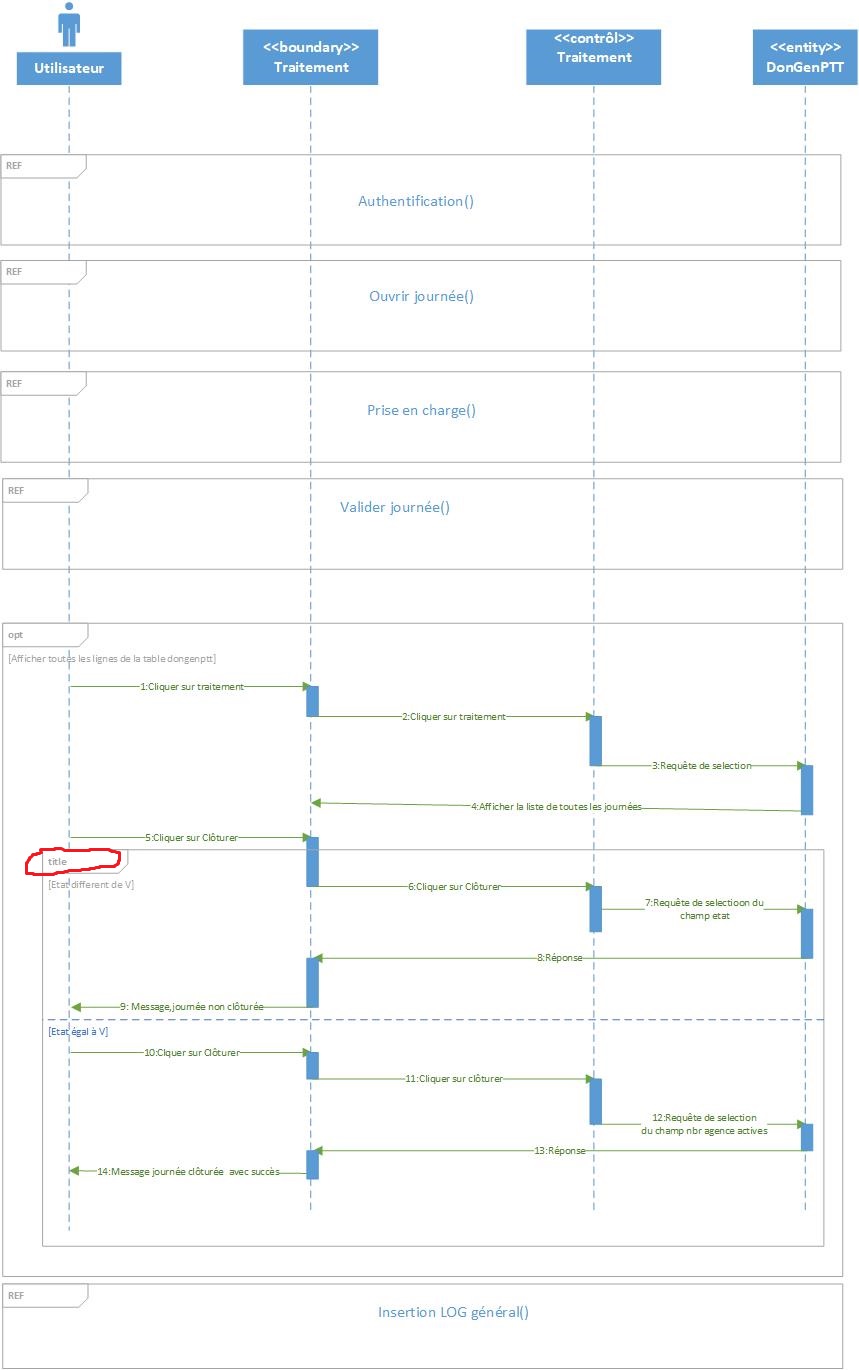 Utilisateur
<<boundary>>
Traitement
<<contrôl>>
Traitement
<<entity>>
DonGenPTT
REF
Authentification()
REF
Ouvrir journée()
REF
Prise en charge()
REF
Valider journée()
opt
[Afficher toutes les lignes de la table dongenptt]
1:Cliquer sur traitement
2:Cliquer sur traitement
3:Requête de selection
4:Afficher la liste de toutes les journées
5:Cliquer sur Clôturer
title
[Etat different de V]
6:Cliquer sur Clôturer
7:Requête de selectioon du
champ etat
8:Réponse
9: Message,journée non clôturée
[Etat égal à V]
10:Clquer sur Clôturer
11:Cliquer sur clôturer
12:Requête de selection
du champ nbr agence actives
13:Réponse
14:Message journée clôturée avec succès
REF
Insertion LOG général()